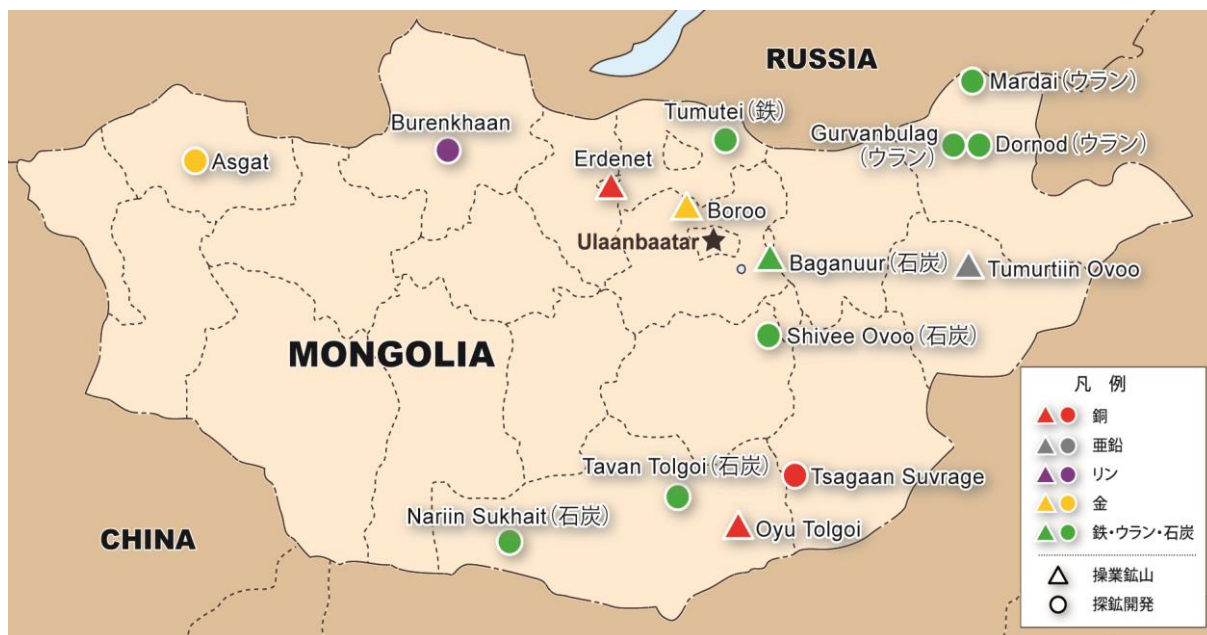 RUSSIA
Mardai(ウラン)
Burenkhaan
Tumutei(鉄)
Gurvanbulag
(ウラン)
Dornod(ウラン)
Asgat
Erdenet
Boroo
Ulaanbaatar
Baganuur(石炭)
Tumurtiin Ovoo
Shivee Ovoo(石炭)
MONGOLIA
Tavan Tolgoi(石炭)
Tsagaan Suvrage
Nariin Sukhait(石炭)
Oyu Tolgoi
CHINA
凡 例
銅
亜鉛
リン
金
鉄・ウラン・石炭
操業鉱山
探鉱開発